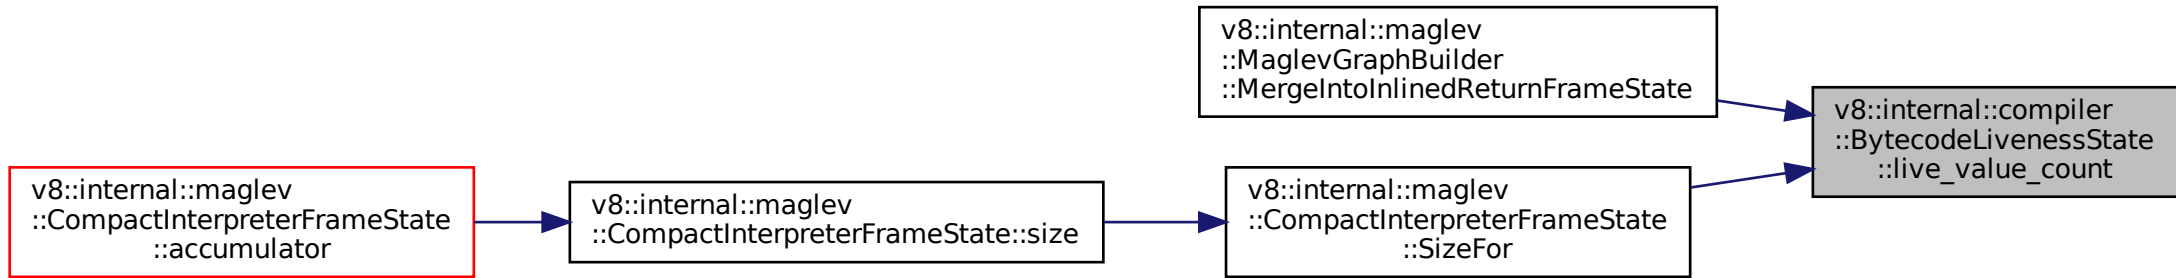 v8::internal::maglev
::MaglevGraphBuilder
::MergeIntoInlinedReturnFrameState
v8::internal::compiler
::BytecodeLivenessState
::live_value_count
v8::internal::maglev
::CompactInterpreterFrameState
::accumulator
v8::internal::maglev
::CompactInterpreterFrameState::size
v8::internal::maglev
::CompactInterpreterFrameState
::SizeFor